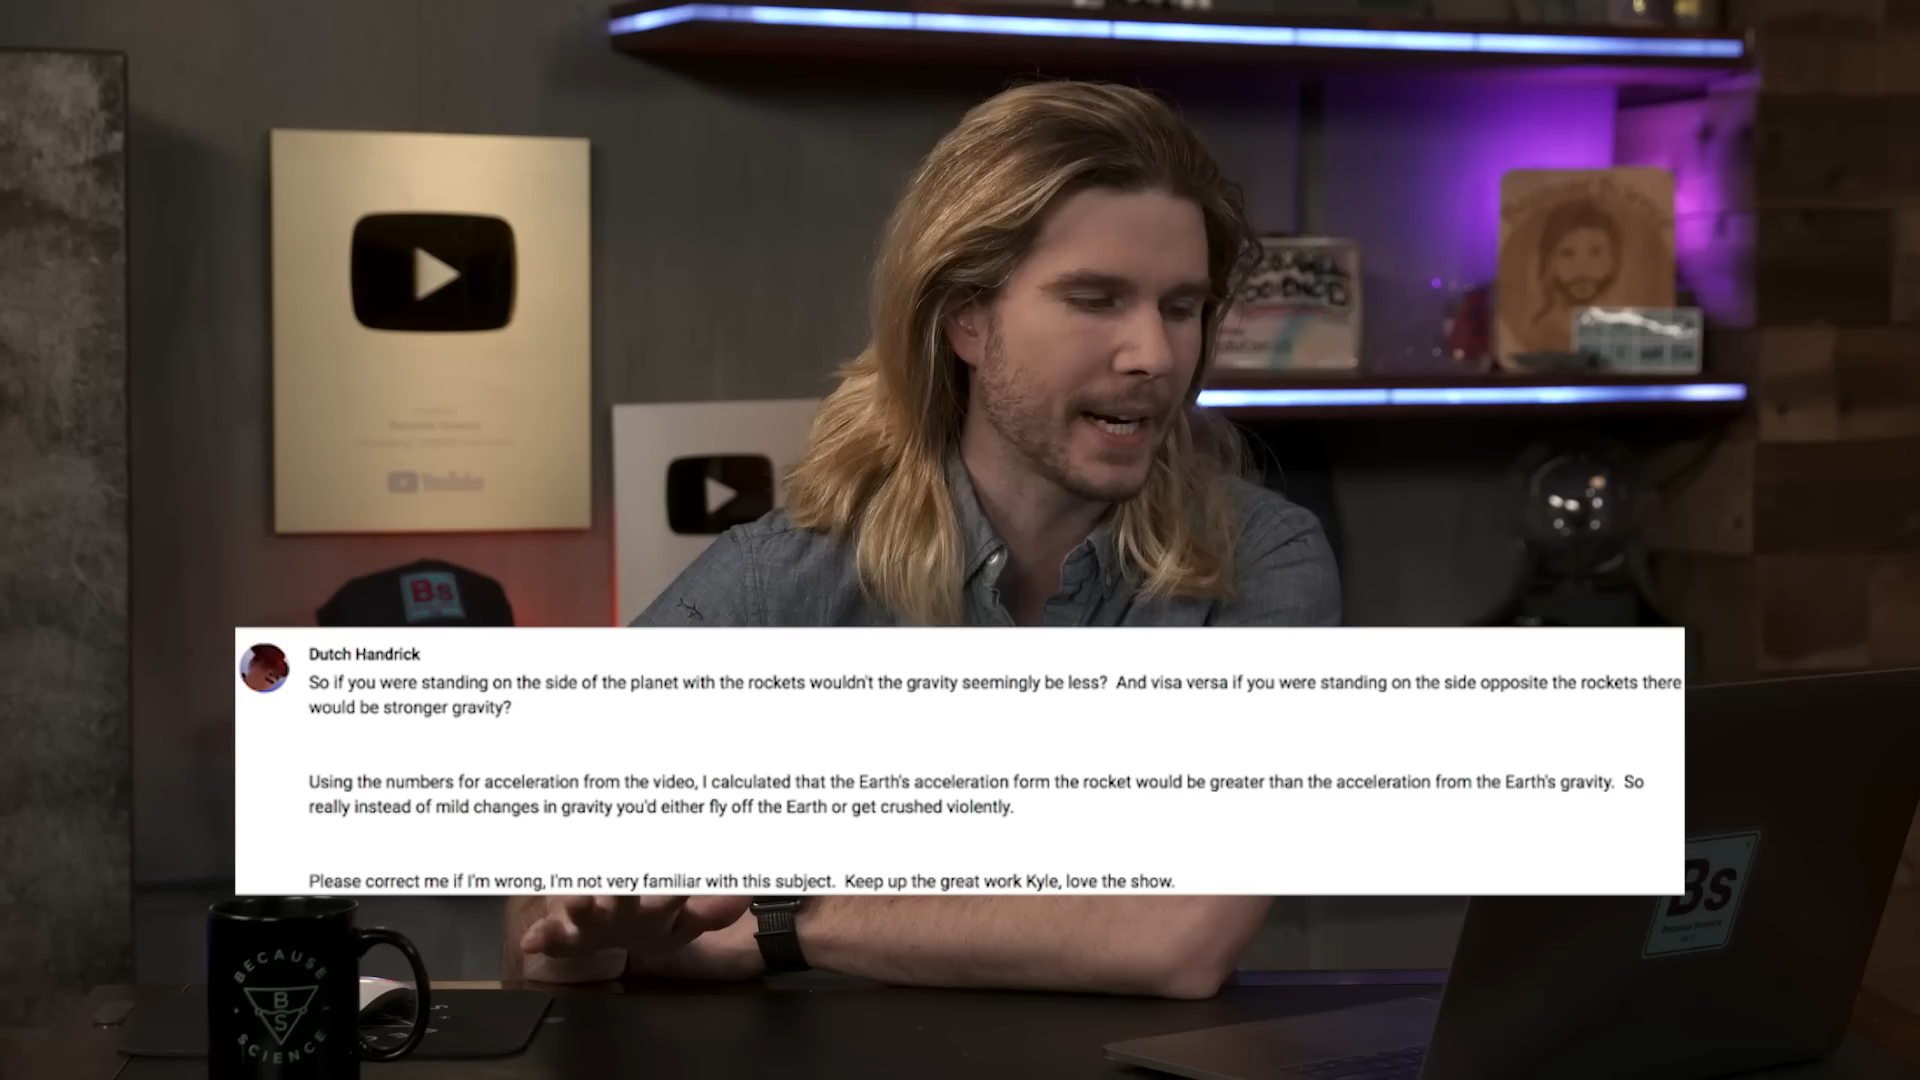 YouTube
Bs
Dutch Handrick
So if you were standing on the side of the planet with the rockets wouldn't the gravity seemingly be less?  And visa versa if you were standing on the side opposite the rockets there
would be stronger gravity?
Using the numbers for acceleration from the video, I calculated that the Earth's acceleration form the rocket would be greater than the acceleration from the Earth's gravity.  So
really instead of mild changes in gravity you'd either fly off the Earth or get crushed violently.
Please correct me if I'm wrong, I'm not very familiar with this subject.  Keep up the great work Kyle, love the show.
Bs
BECAUSE
BS
SCIENCE